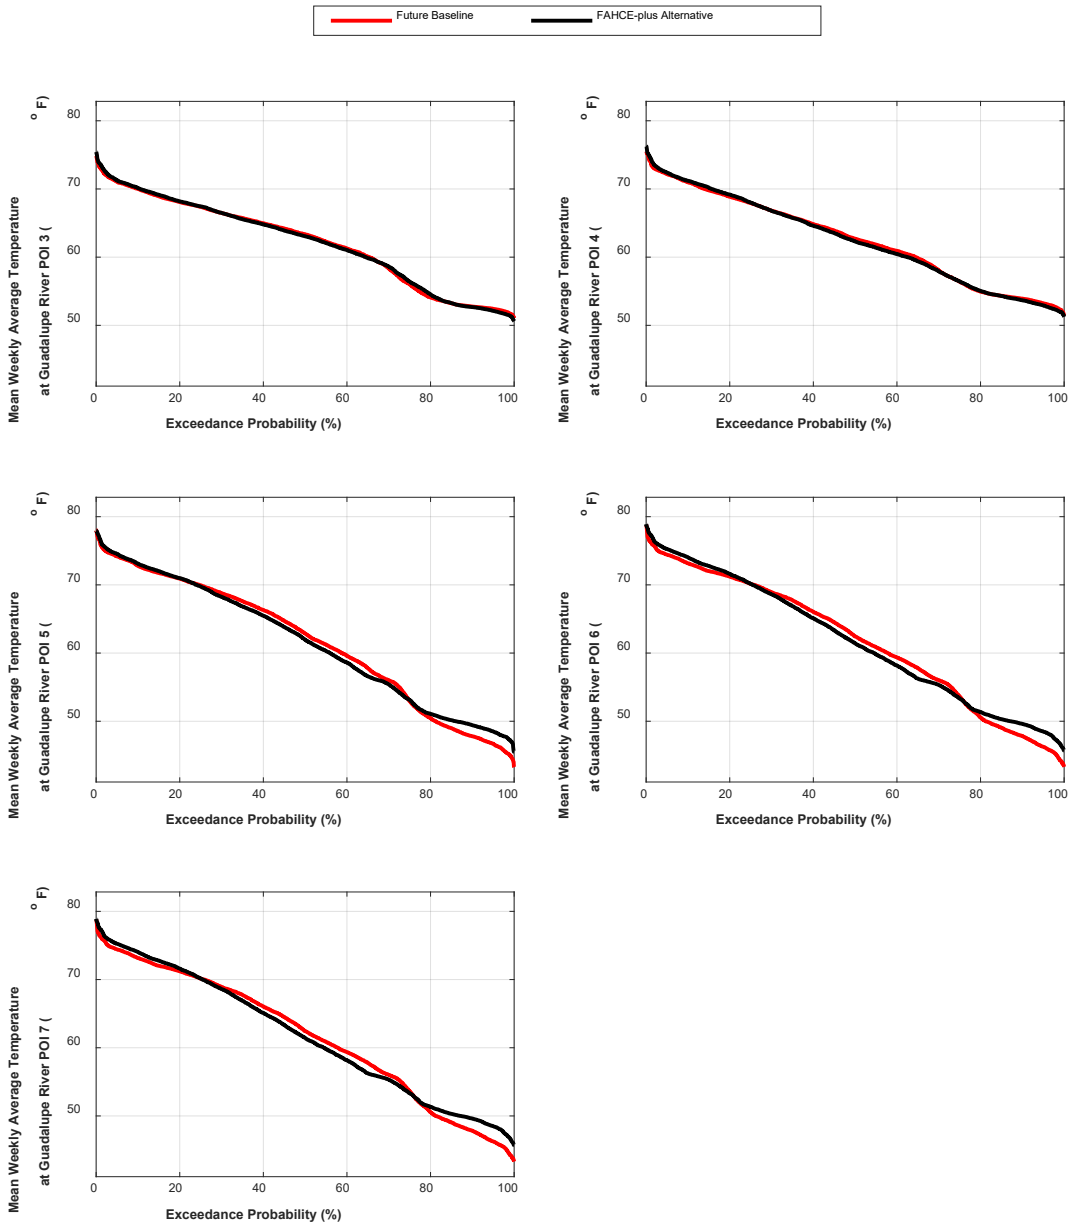 Future Baseline
FAHCE-plus Alternative
Mean Weekly Average Temperature
at Guadalupe River POI 3 (
o F)
80
70
60
50
0 20 40 60 80 100
Exceedance Probability (%)
Mean Weekly Average Temperature
at Guadalupe River POI 4 (
o F)
80
70
60
50
0 20 40 60 80 100
Exceedance Probability (%)
Mean Weekly Average Temperature
at Guadalupe River POI 5 (
o F)
80
70
60
50
0 20 40 60 80 100
Exceedance Probability (%)
Mean Weekly Average Temperature
at Guadalupe River POI 6 (
o F)
80
70
60
50
0 20 40 60 80 100
Exceedance Probability (%)
Mean Weekly Average Temperature
at Guadalupe River POI 7 (
o F)
80
70
60
50
0 20 40 60 80 100
Exceedance Probability (%)